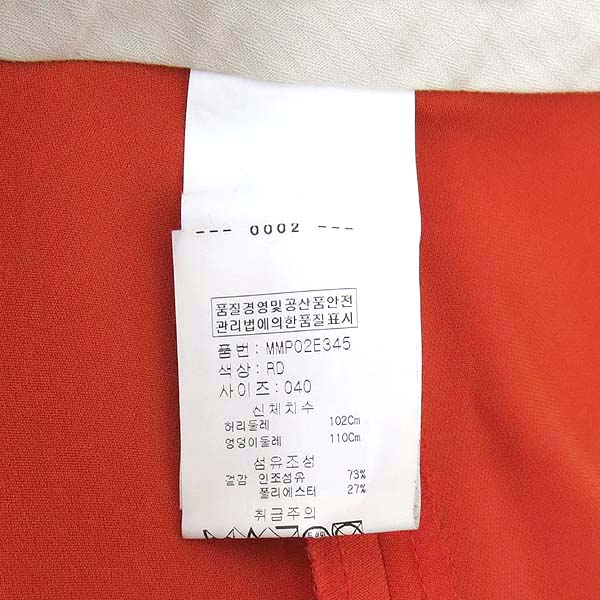 --- 0002 ---
품질경영및공산품안전
관리법에의한품질표시
품번: MMP02E345
색상: RD
사이즈: 040
신체치수
허리둘레 102Cm
엉덩이둘레 110Cm
섬유조성
겉감 인조섬유 73%
폴리에스터 27%
취급주의